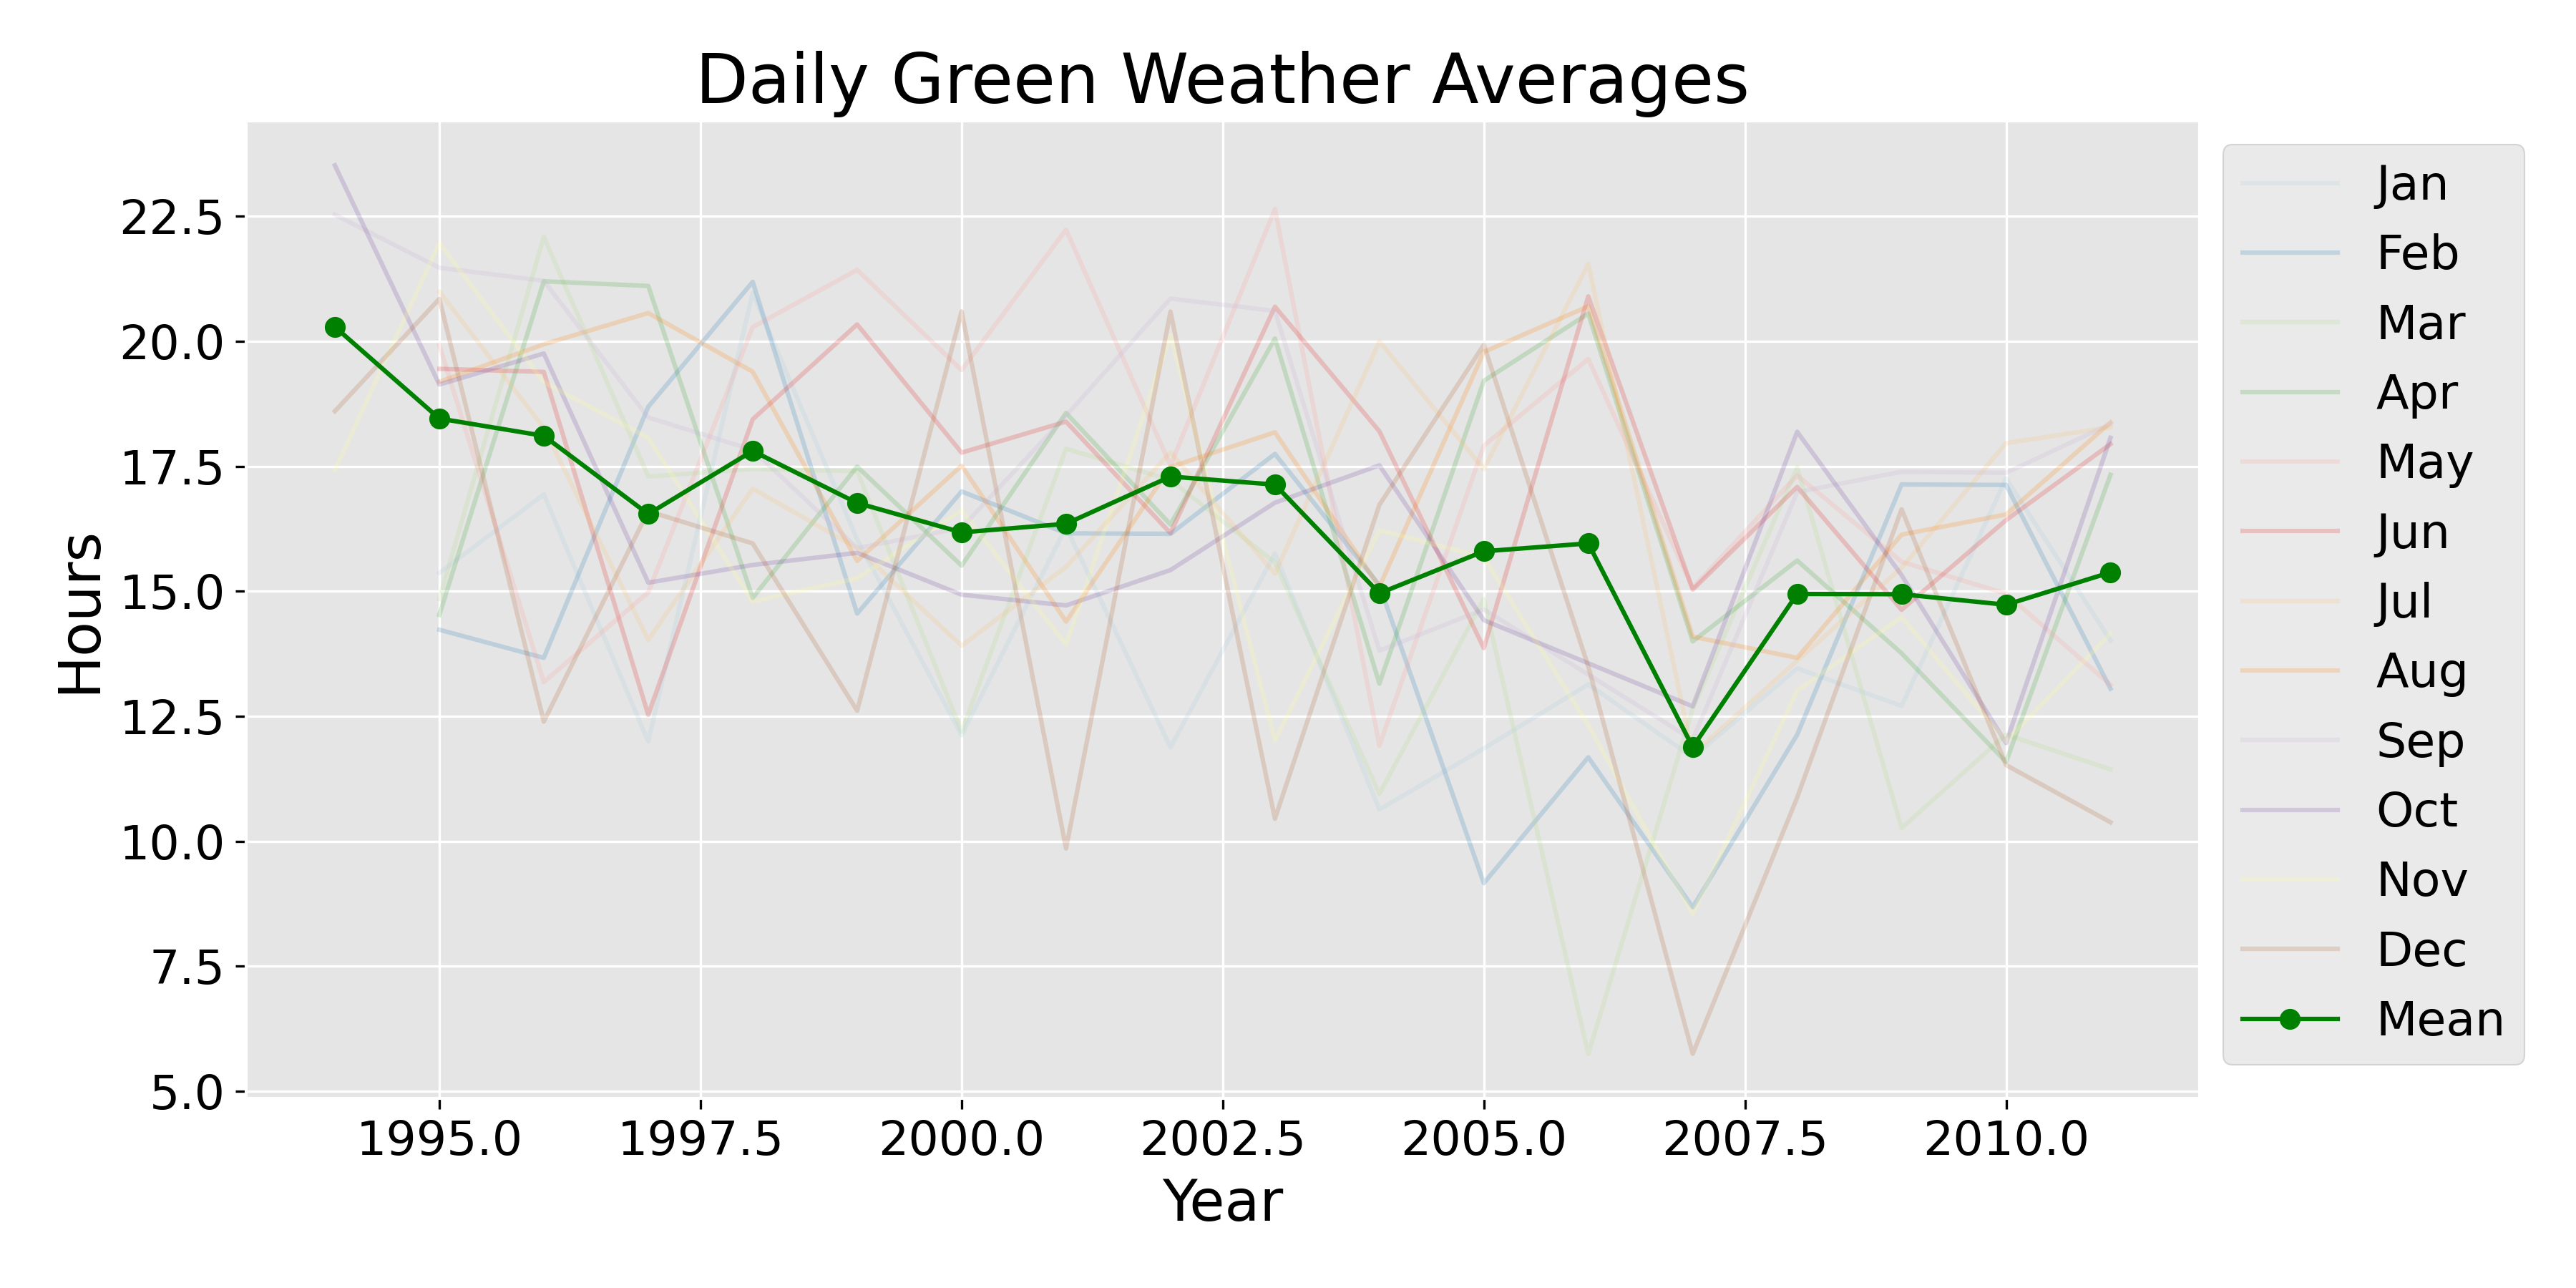 Daily Green Weather Averages
Hours
22.5
20.0
17.5
15.0
12.5
10.0
7.5
5.0
1995.0 1997.5 2000.0 2002.5 2005.0 2007.5 2010.0
Year
Jan
Feb
Mar
Apr
May
Jun
Jul
Aug
Sep
Oct
Nov
Dec
Mean